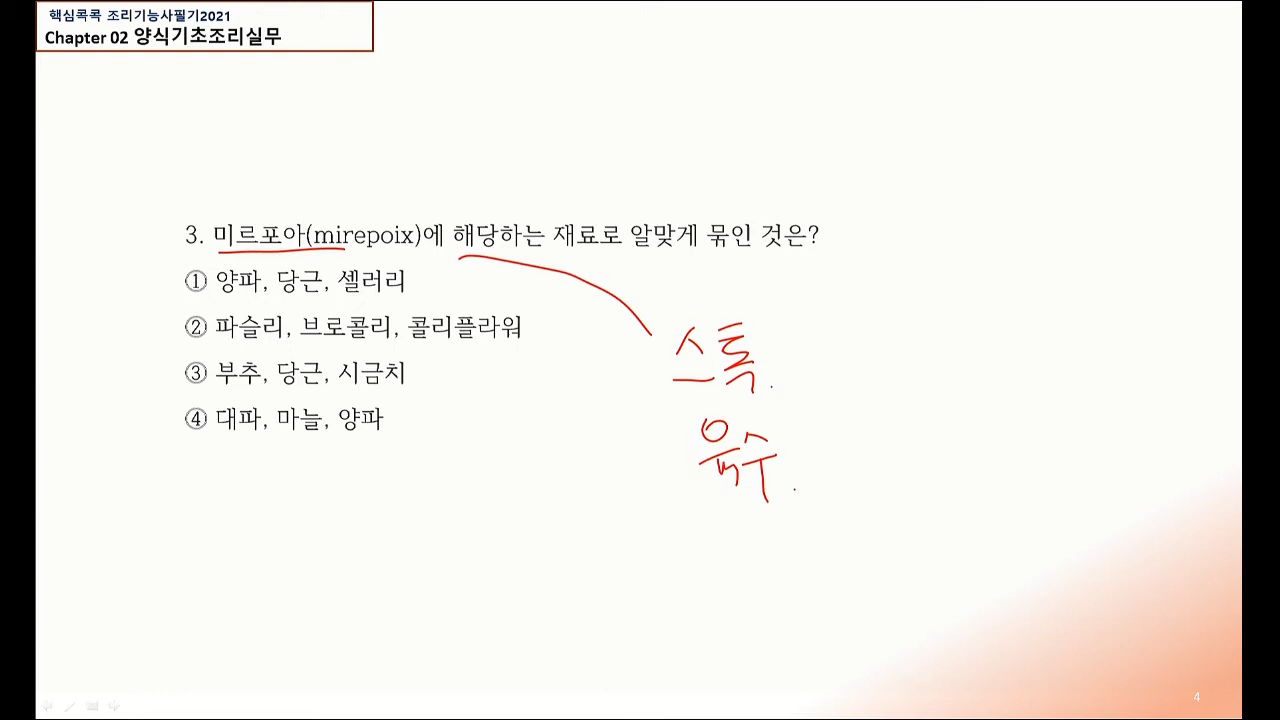 핵심콕콕 조리기능사필기2021
Chapter 02 양식기초조리실무
3. 미르포아(mirepoix)에 해당하는 재료로 알맞게 묶인 것은?
① 양파, 당근, 셀러리
② 파슬리, 브로콜리, 콜리플라워
③ 부추, 당근, 시금치
④ 대파, 마늘, 양파
스톡.
육수.
4